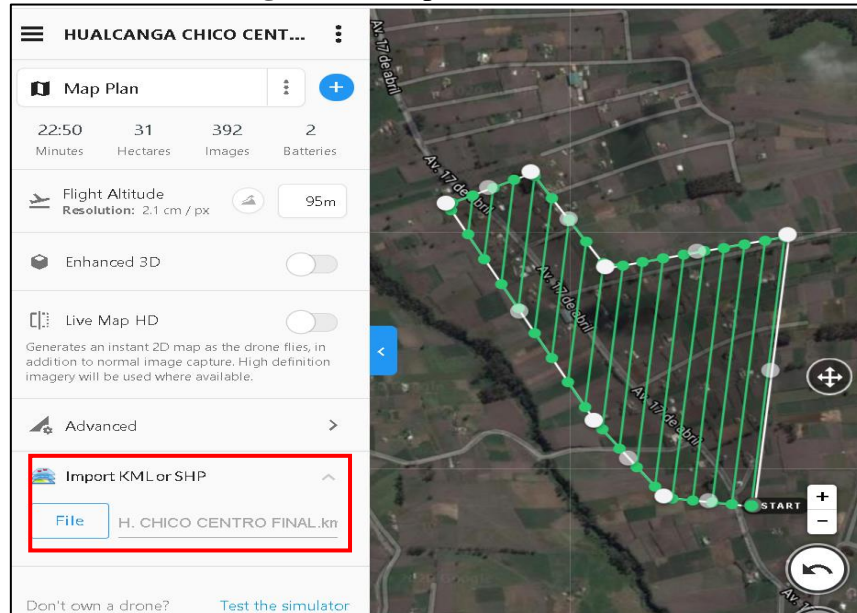 HUALCANGA CHICO CENT...
Map Plan
22:50 31 392 2
Minutes Hectares Images Batteries
Flight Altitude
Resolution: 2.1 cm / px
95m
Enhanced 3D
Live Map HD
Generates an instant 2D map as the drone flies, in
addition to normal image capture. High definition
imagery will be used where available.
Advanced
Import KML or SHP
File
H. CHICO CENTRO FINAL.km
Don't own a drone? Test the simulator
Av. 17 de abril
Av. 17 de abril
Av. 17 de abril
Av. 17 de abril
START